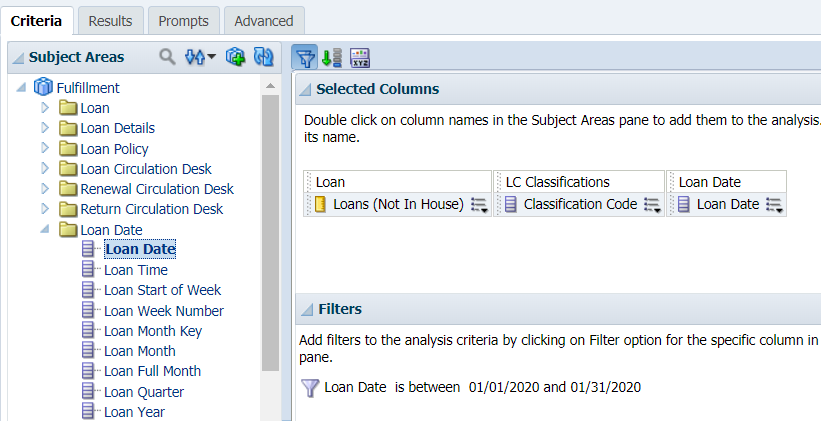 Criteria Results Prompts Advanced
Subject Areas
Fulfillment
Loan
Loan Details
Loan Policy
Loan Circulation Desk
Renewal Circulation Desk
Return Circulation Desk
Loan Date
Loan Date
Loan Time
Loan Start of Week
Loan Week Number
Loan Month Key
Loan Month
Loan Full Month
Loan Quarter
Loan Year
XYZ
Selected Columns
Double click on column names in the Subject Areas pane to add them to the analysis.
its name.
Loan LC Classifications Loan Date
Loans (Not In House) Classification Code Loan Date
Filters
Add filters to the analysis criteria by clicking on Filter option for the specific column in
pane.
Loan Date is between 01/01/2020 and 01/31/2020